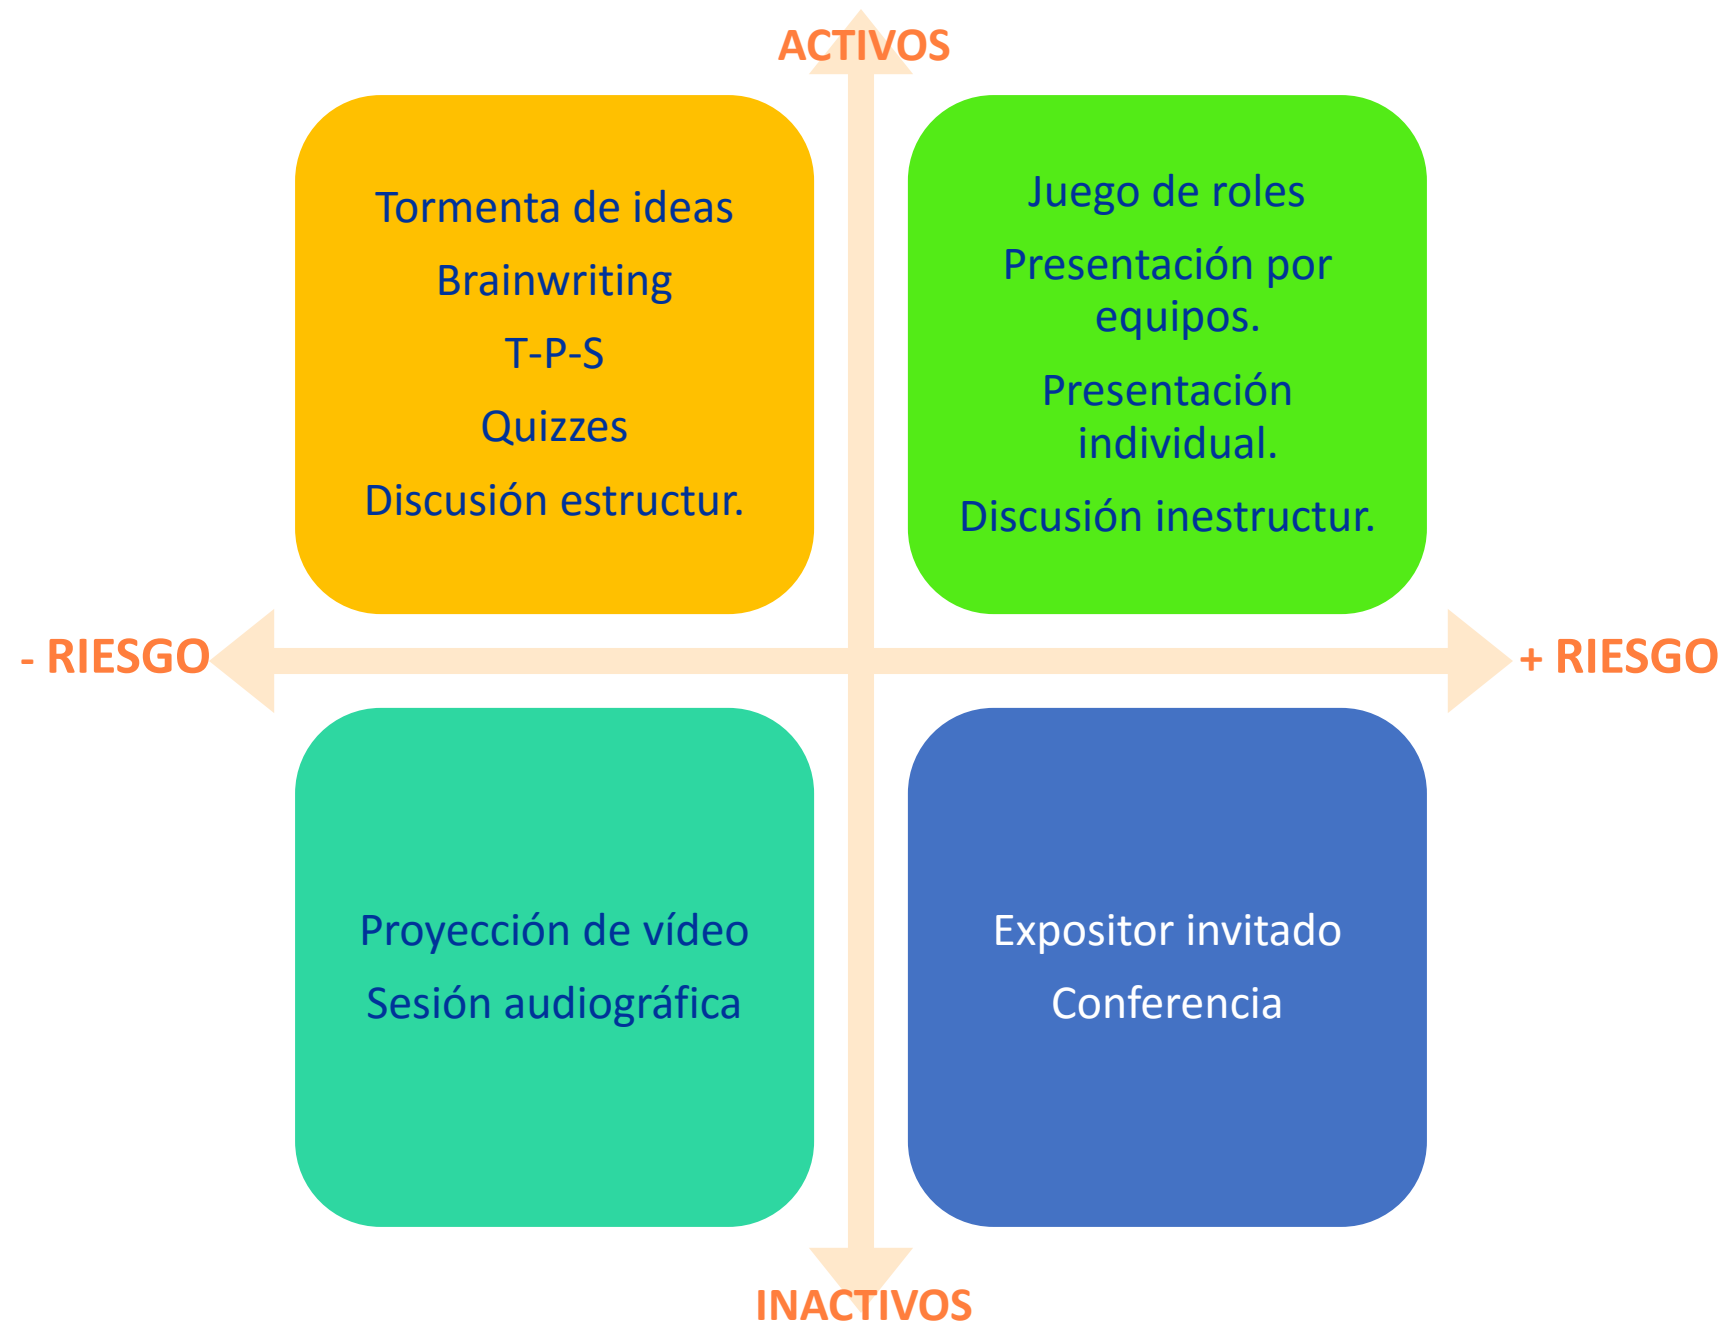 ACTIVOS
Tormenta de ideas
Brainwriting
T-P-S
Quizzes
Discusión estructur.
Juego de roles
Presentación por
equipos.
Presentación
individual.
Discusión inestructur.
- RIESGO
+ RIESGO
Proyección de vídeo
Sesión audiográfica
Expositor invitado
Conferencia
INACTIVOS